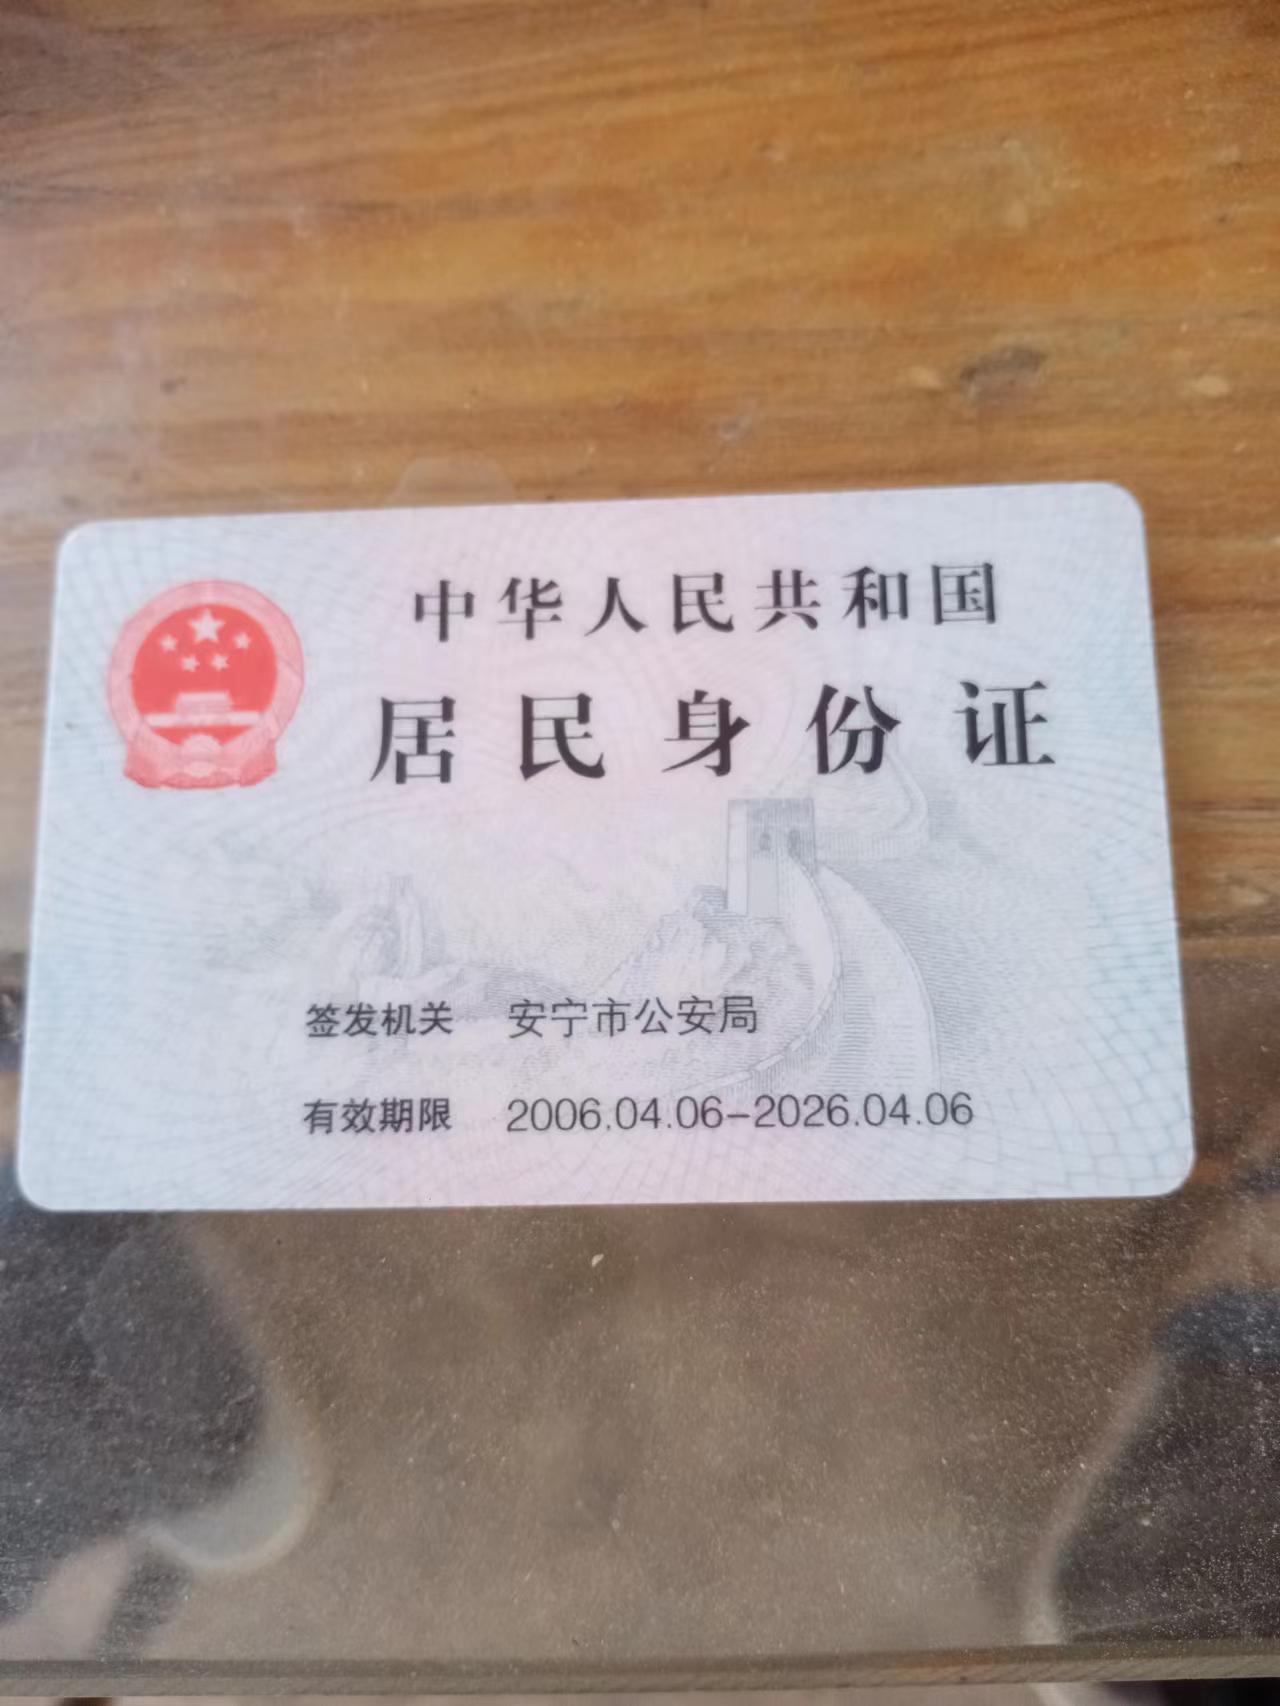 中华人民共和国
居民身份证
签发机关 安宁市公安局
有效期限 2006.04.06-2026.04.06